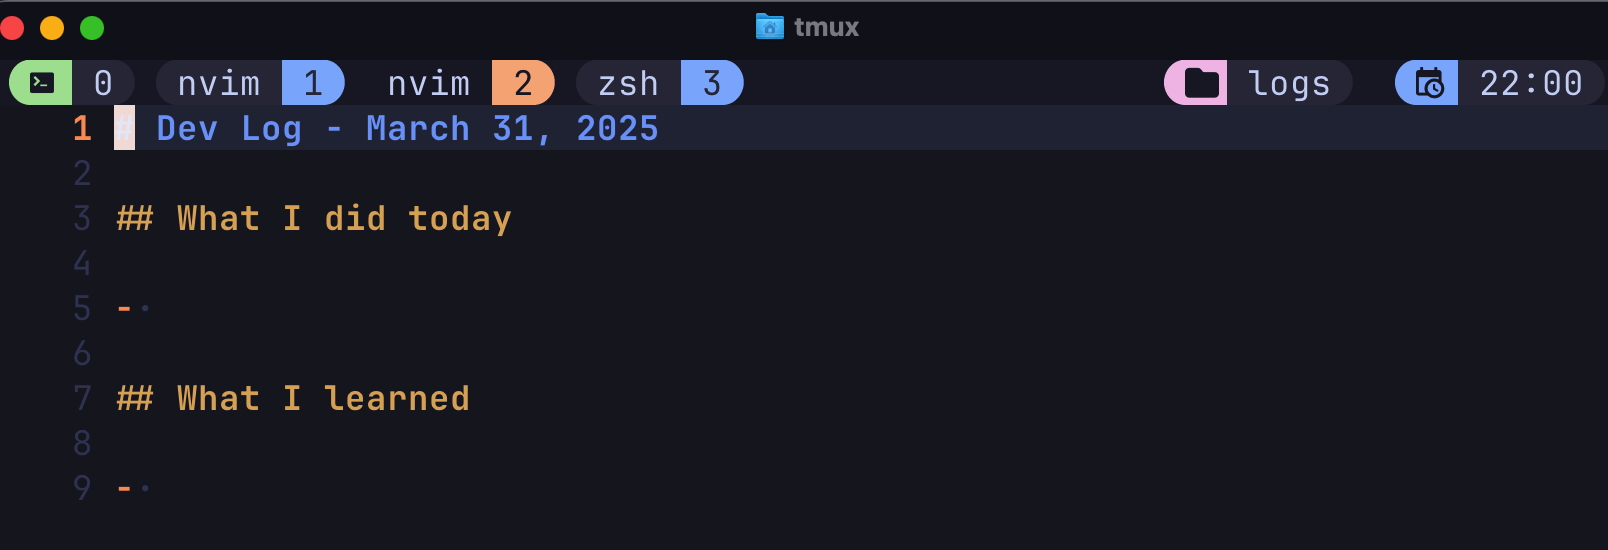 tmux
0 nvim 1 nvim 2 zsh 3 logs 22:00
1 # Dev Log - March 31, 2025
2
3 ## What I did today
4
5 - ·
6
7 ## What I learned
8
9 - ·